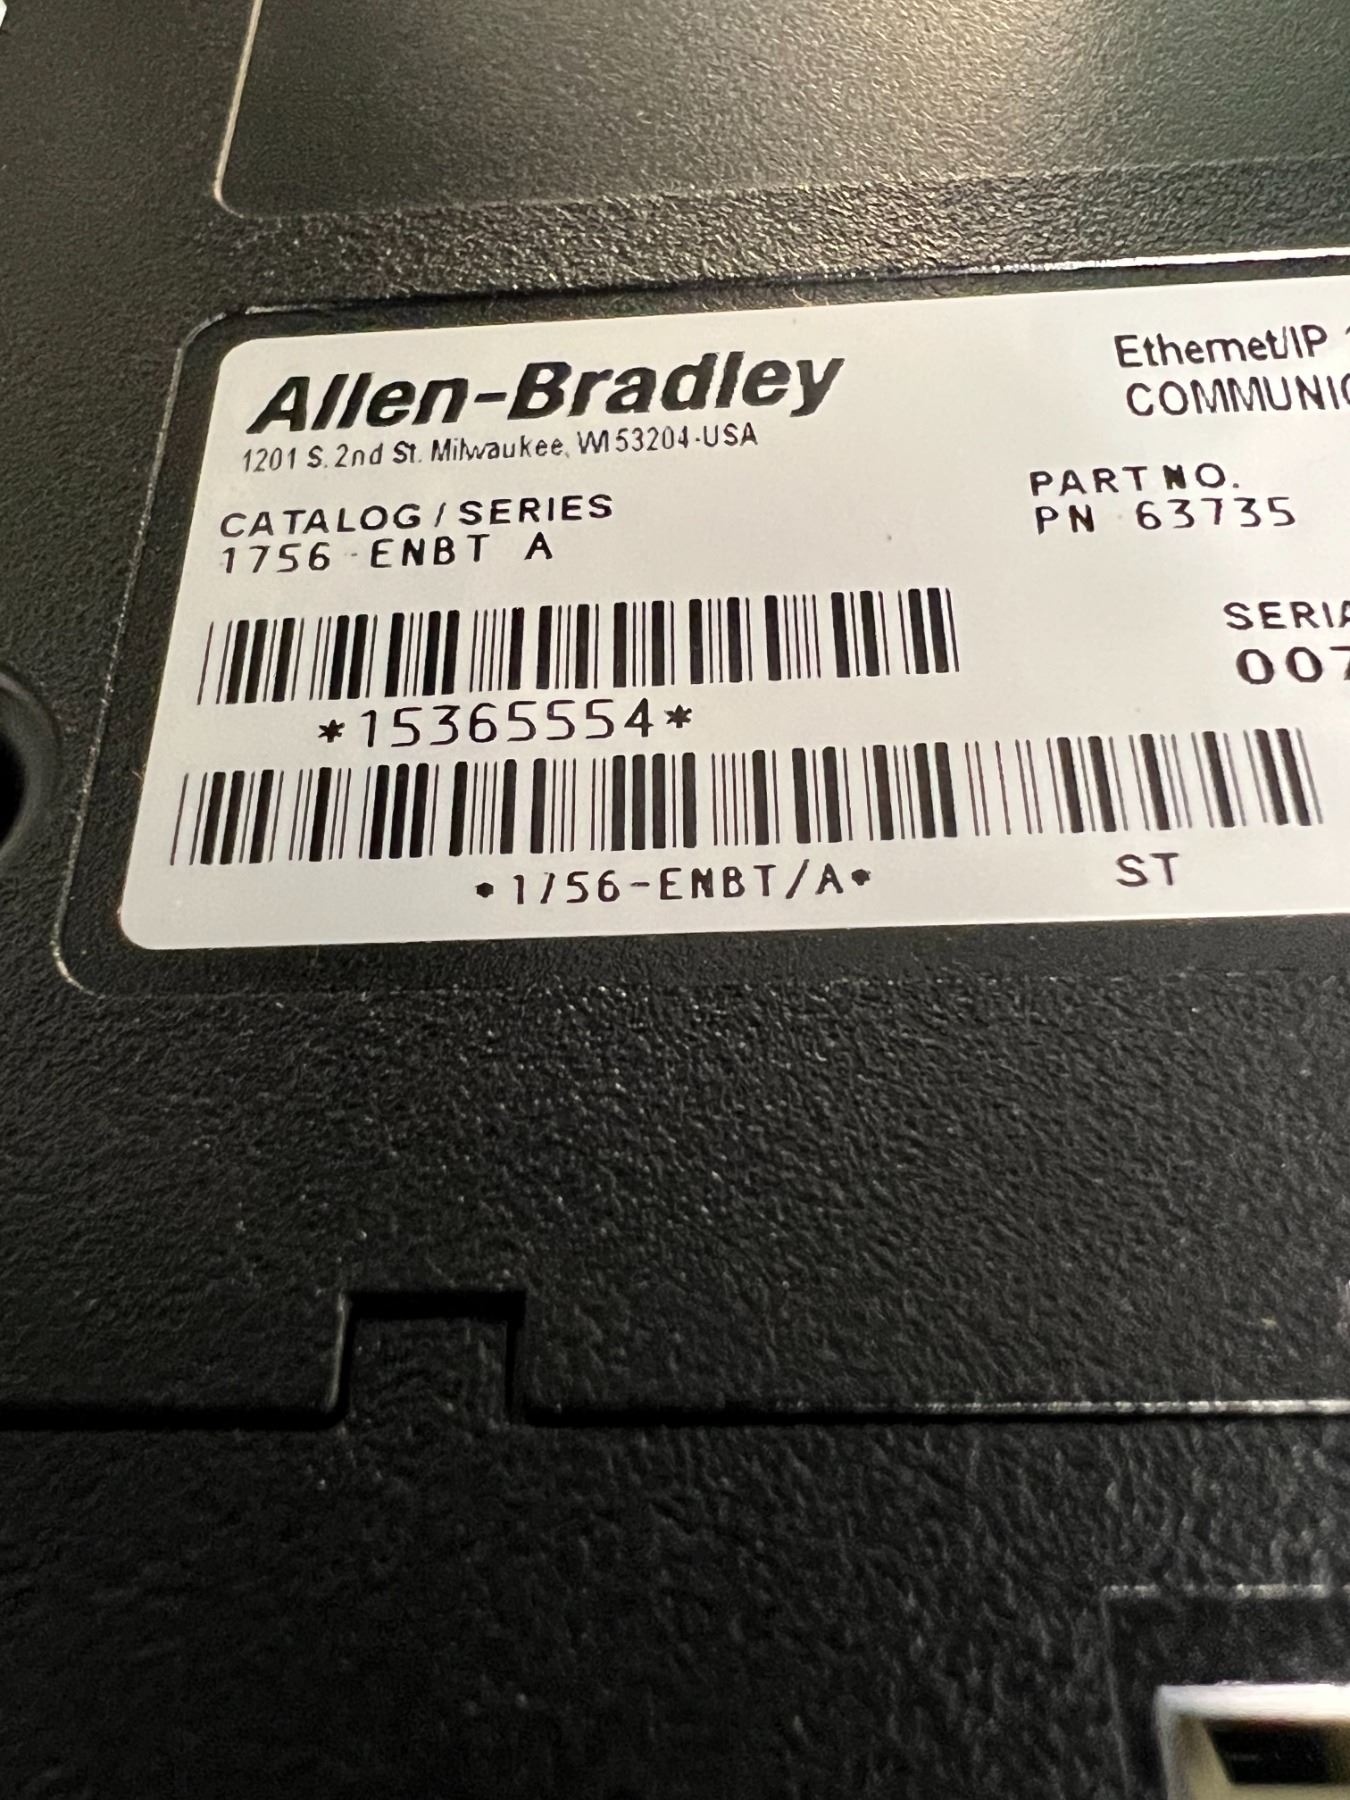 Allen-Bradley
1201 S. 2nd St. Milwaukee, WI 53204-USA
Ethernet/IP
COMMUNIC
CATALOG / SERIES
1756-ENBT A
PART NO.
PN-63735
*15365554*
SERIA
007
*1756-ENBT/A*
ST